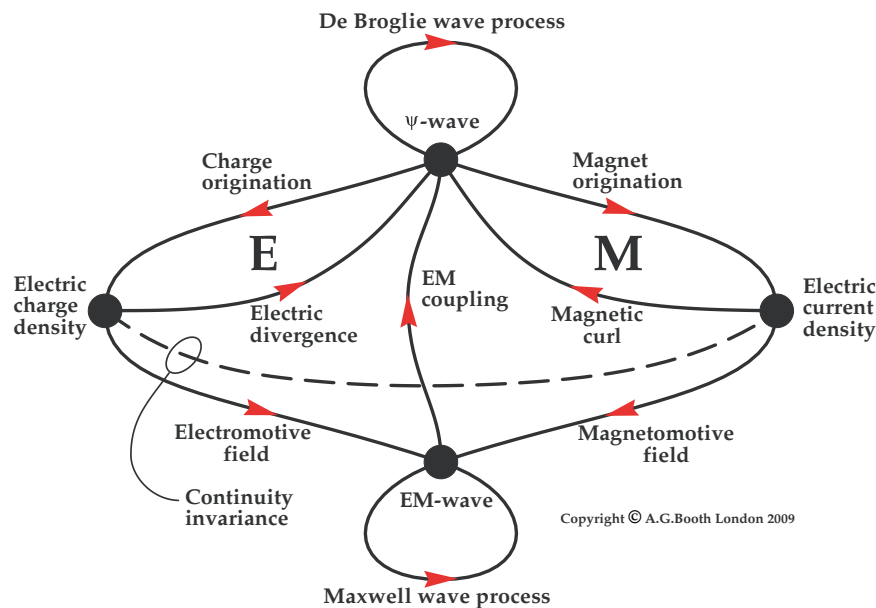 De Broglie wave process
ψ-wave
Charge
origination
Magnet
origination
E
M
Electric
charge
density
EM
coupling
Electric
current
density
Electric
divergence
Magnetic
curl
Electromotive
field
Magnetomotive
field
Continuity
invariance
EM-wave
Copyright © A.G.Booth London 2009
Maxwell wave process